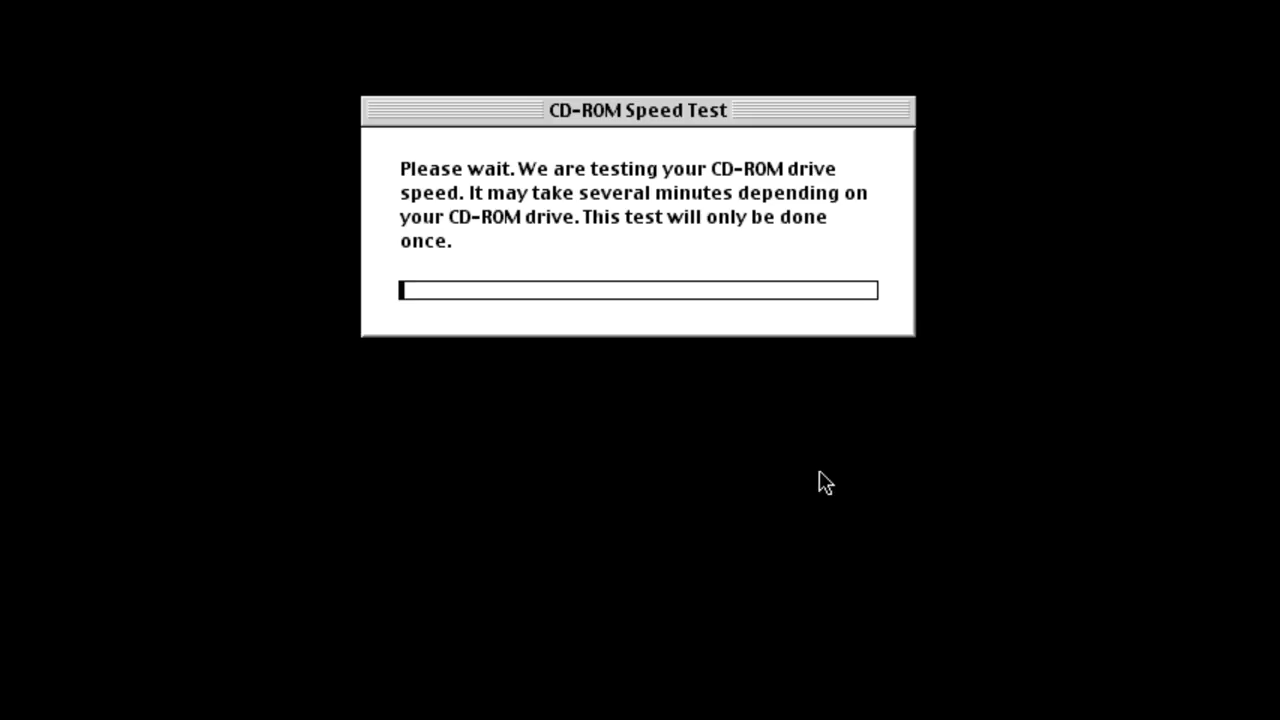 CD-ROM Speed Test
Please wait. We are testing your CD-ROM drive
speed. It may take several minutes depending on
your CD-ROM drive. This test will only be done
once.